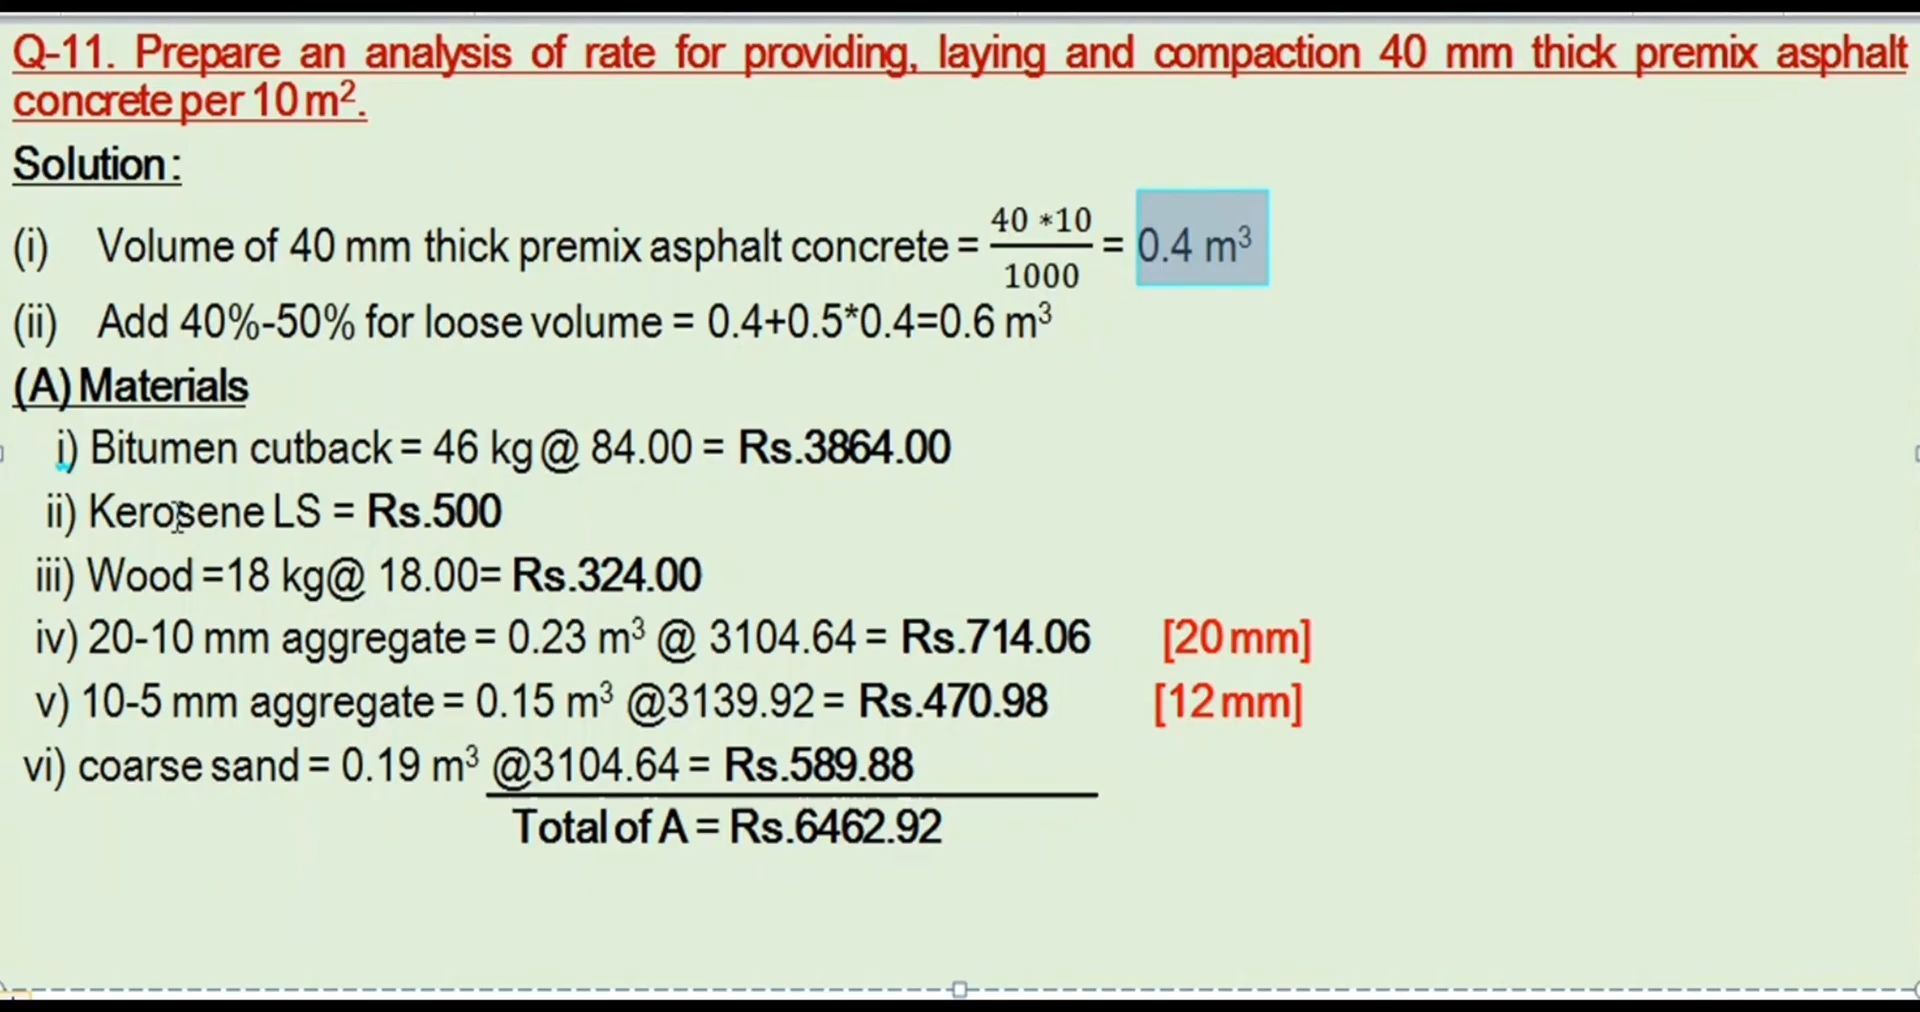 Q-11. Prepare an analysis of rate for providing, laying and compaction 40 mm thick premix asphalt
concrete per 10 m².
Solution:
(i) Volume of 40 mm thick premix asphalt concrete = 40 *10 / 1000 = 0.4 m³
(ii) Add 40%-50% for loose volume = 0.4+0.5*0.4=0.6 m³
(A) Materials
i) Bitumen cutback = 46 kg @ 84.00 = Rs.3864.00
ii) Kerosene LS = Rs.500
iii) Wood =18 kg@ 18.00= Rs.324.00
iv) 20-10 mm aggregate = 0.23 m³ @ 3104.64 = Rs.714.06 [20 mm]
v) 10-5 mm aggregate = 0.15 m³ @3139.92 = Rs.470.98 [12 mm]
vi) coarse sand = 0.19 m³ @3104.64 = Rs.589.88
Total of A = Rs.6462.92